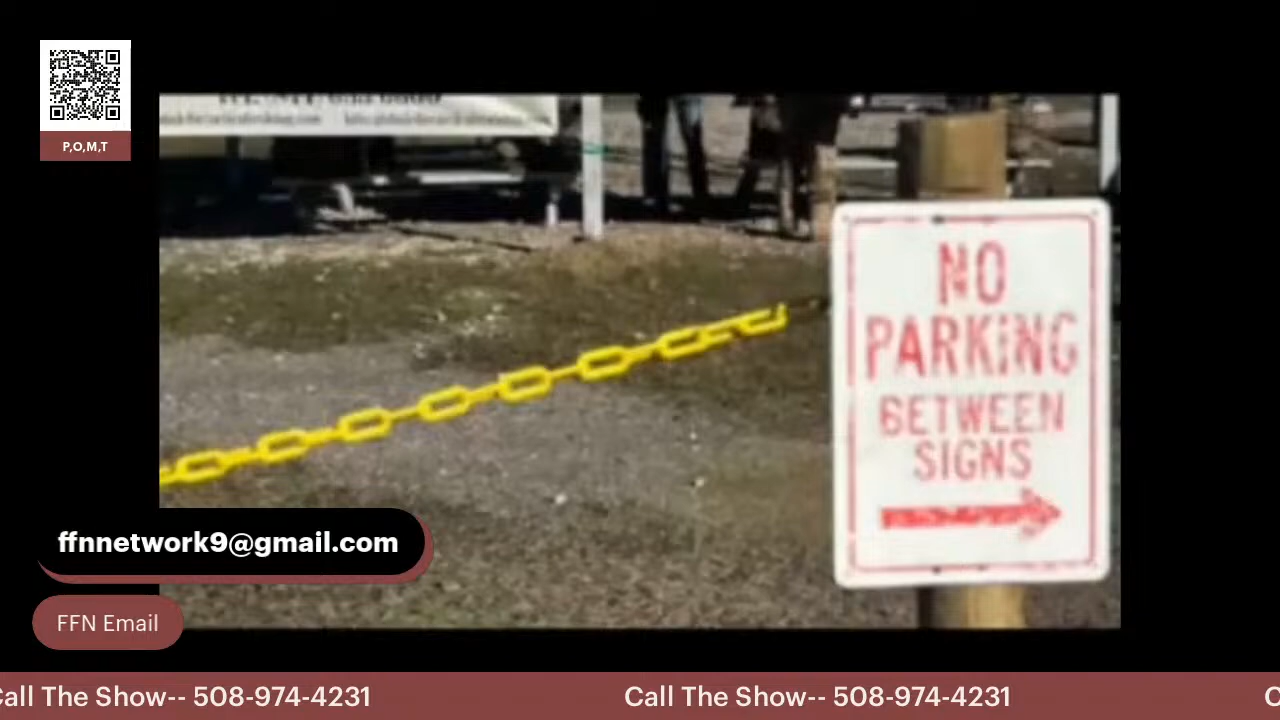 P,O,M,T
NO
PARKING
BETWEEN
SIGNS
ffnnetwork9@gmail.com
FFN Email
Call The Show-- 508-974-4231 Call The Show-- 508-974-4231 C